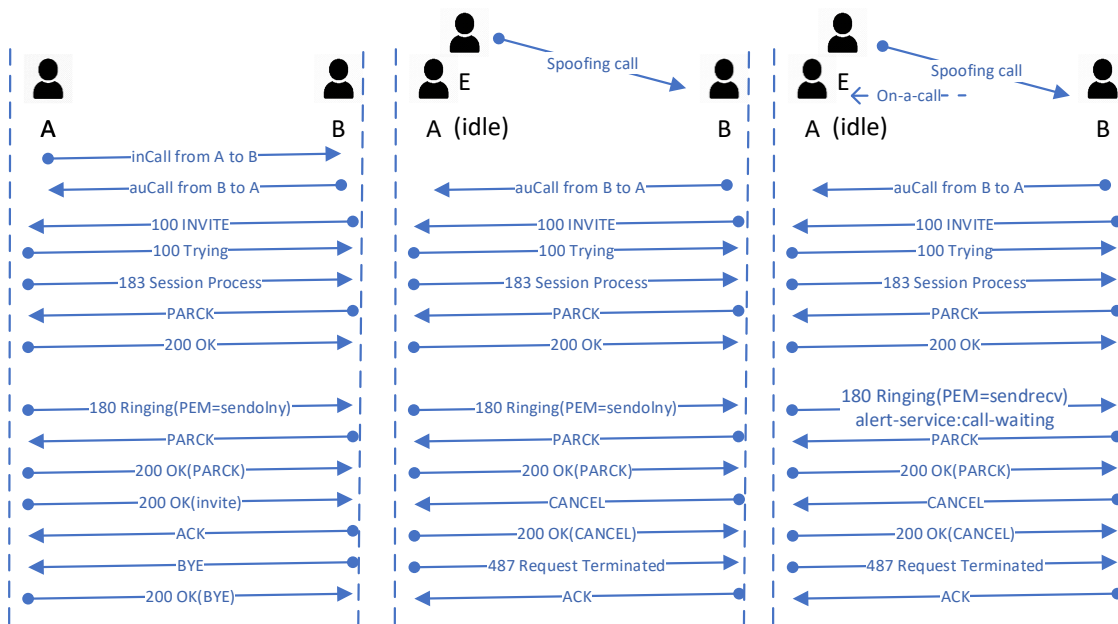 A
B
inCall from A to B
auCall from B to A
100 INVITE
100 Trying
183 Session Process
PARCK
200 OK
180 Ringing(PEM=sendolny)
PARCK
200 OK(PARCK)
200 OK(invite)
ACK
BYE
200 OK(BYE)
Spoofing call
E
A (idle)
B
auCall from B to A
100 INVITE
100 Trying
183 Session Process
PARCK
200 OK
180 Ringing(PEM=sendolny)
PARCK
200 OK(PARCK)
CANCEL
200 OK(CANCEL)
487 Request Terminated
ACK
Spoofing call
E
On-a-call
A (idle)
B
auCall from B to A
100 INVITE
100 Trying
183 Session Process
PARCK
200 OK
180 Ringing(PEM=sendrecv)
alert-service:call-waiting
PARCK
200 OK(PARCK)
CANCEL
200 OK(CANCEL)
487 Request Terminated
ACK